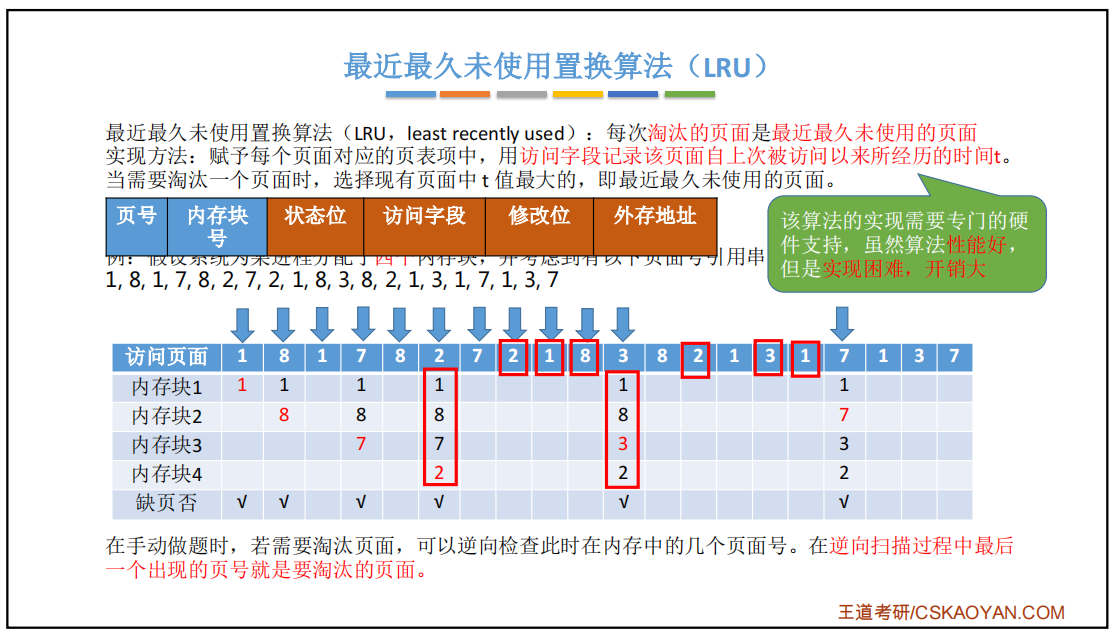 最近最久未使用置换算法（LRU）
最近最久未使用置换算法（LRU，least recently used）：每次淘汰的页面是最近最久未使用的页面
实现方法：赋予每个页面对应的页表项中，用访问字段记录该页面自上次被访问以来所经历的时间t。
当需要淘汰一个页面时，选择现有页面中 t 值最大的，即最近最久未使用的页面。
页号 内存块号 状态位 访问字段 修改位 外存地址
该算法的实现需要专门的硬
件支持，虽然算法性能好，
但是实现困难，开销大
例：假设系统为某进程分配了四个内存块，并考虑到有以下页面号引用串
1, 8, 1, 7, 8, 2, 7, 2, 1, 8, 3, 8, 2, 1, 3, 1, 7, 1, 3, 7
访问页面 1 8 1 7 8 2 7 2 1 8 3 8 2 1 3 1 7 1 3 7
内存块1 1 1 1 1 1 1
内存块2 8 8 8 8 7
内存块3 7 7 3 3
内存块4 2 2 2
缺页否 √ √ √ √ √ √
在手动做题时，若需要淘汰页面，可以逆向检查此时在内存中的几个页面号。在逆向扫描过程中最后
一个出现的页号就是要淘汰的页面。
王道考研/CSKAOYAN.COM